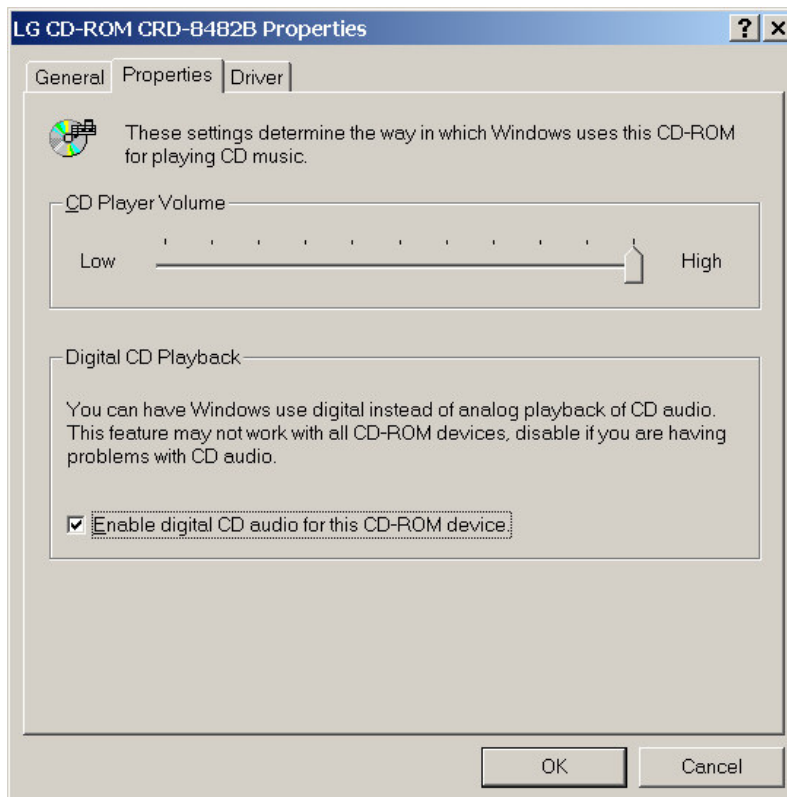 LG CD-ROM CRD-8482B Properties
General Properties Driver
These settings determine the way in which Windows uses this CD-ROM
for playing CD music.
CD Player Volume
Low High
Digital CD Playback
You can have Windows use digital instead of analog playback of CD audio.
This feature may not work with all CD-ROM devices, disable if you are having
problems with CD audio.
Enable digital CD audio for this CD-ROM device.
OK Cancel